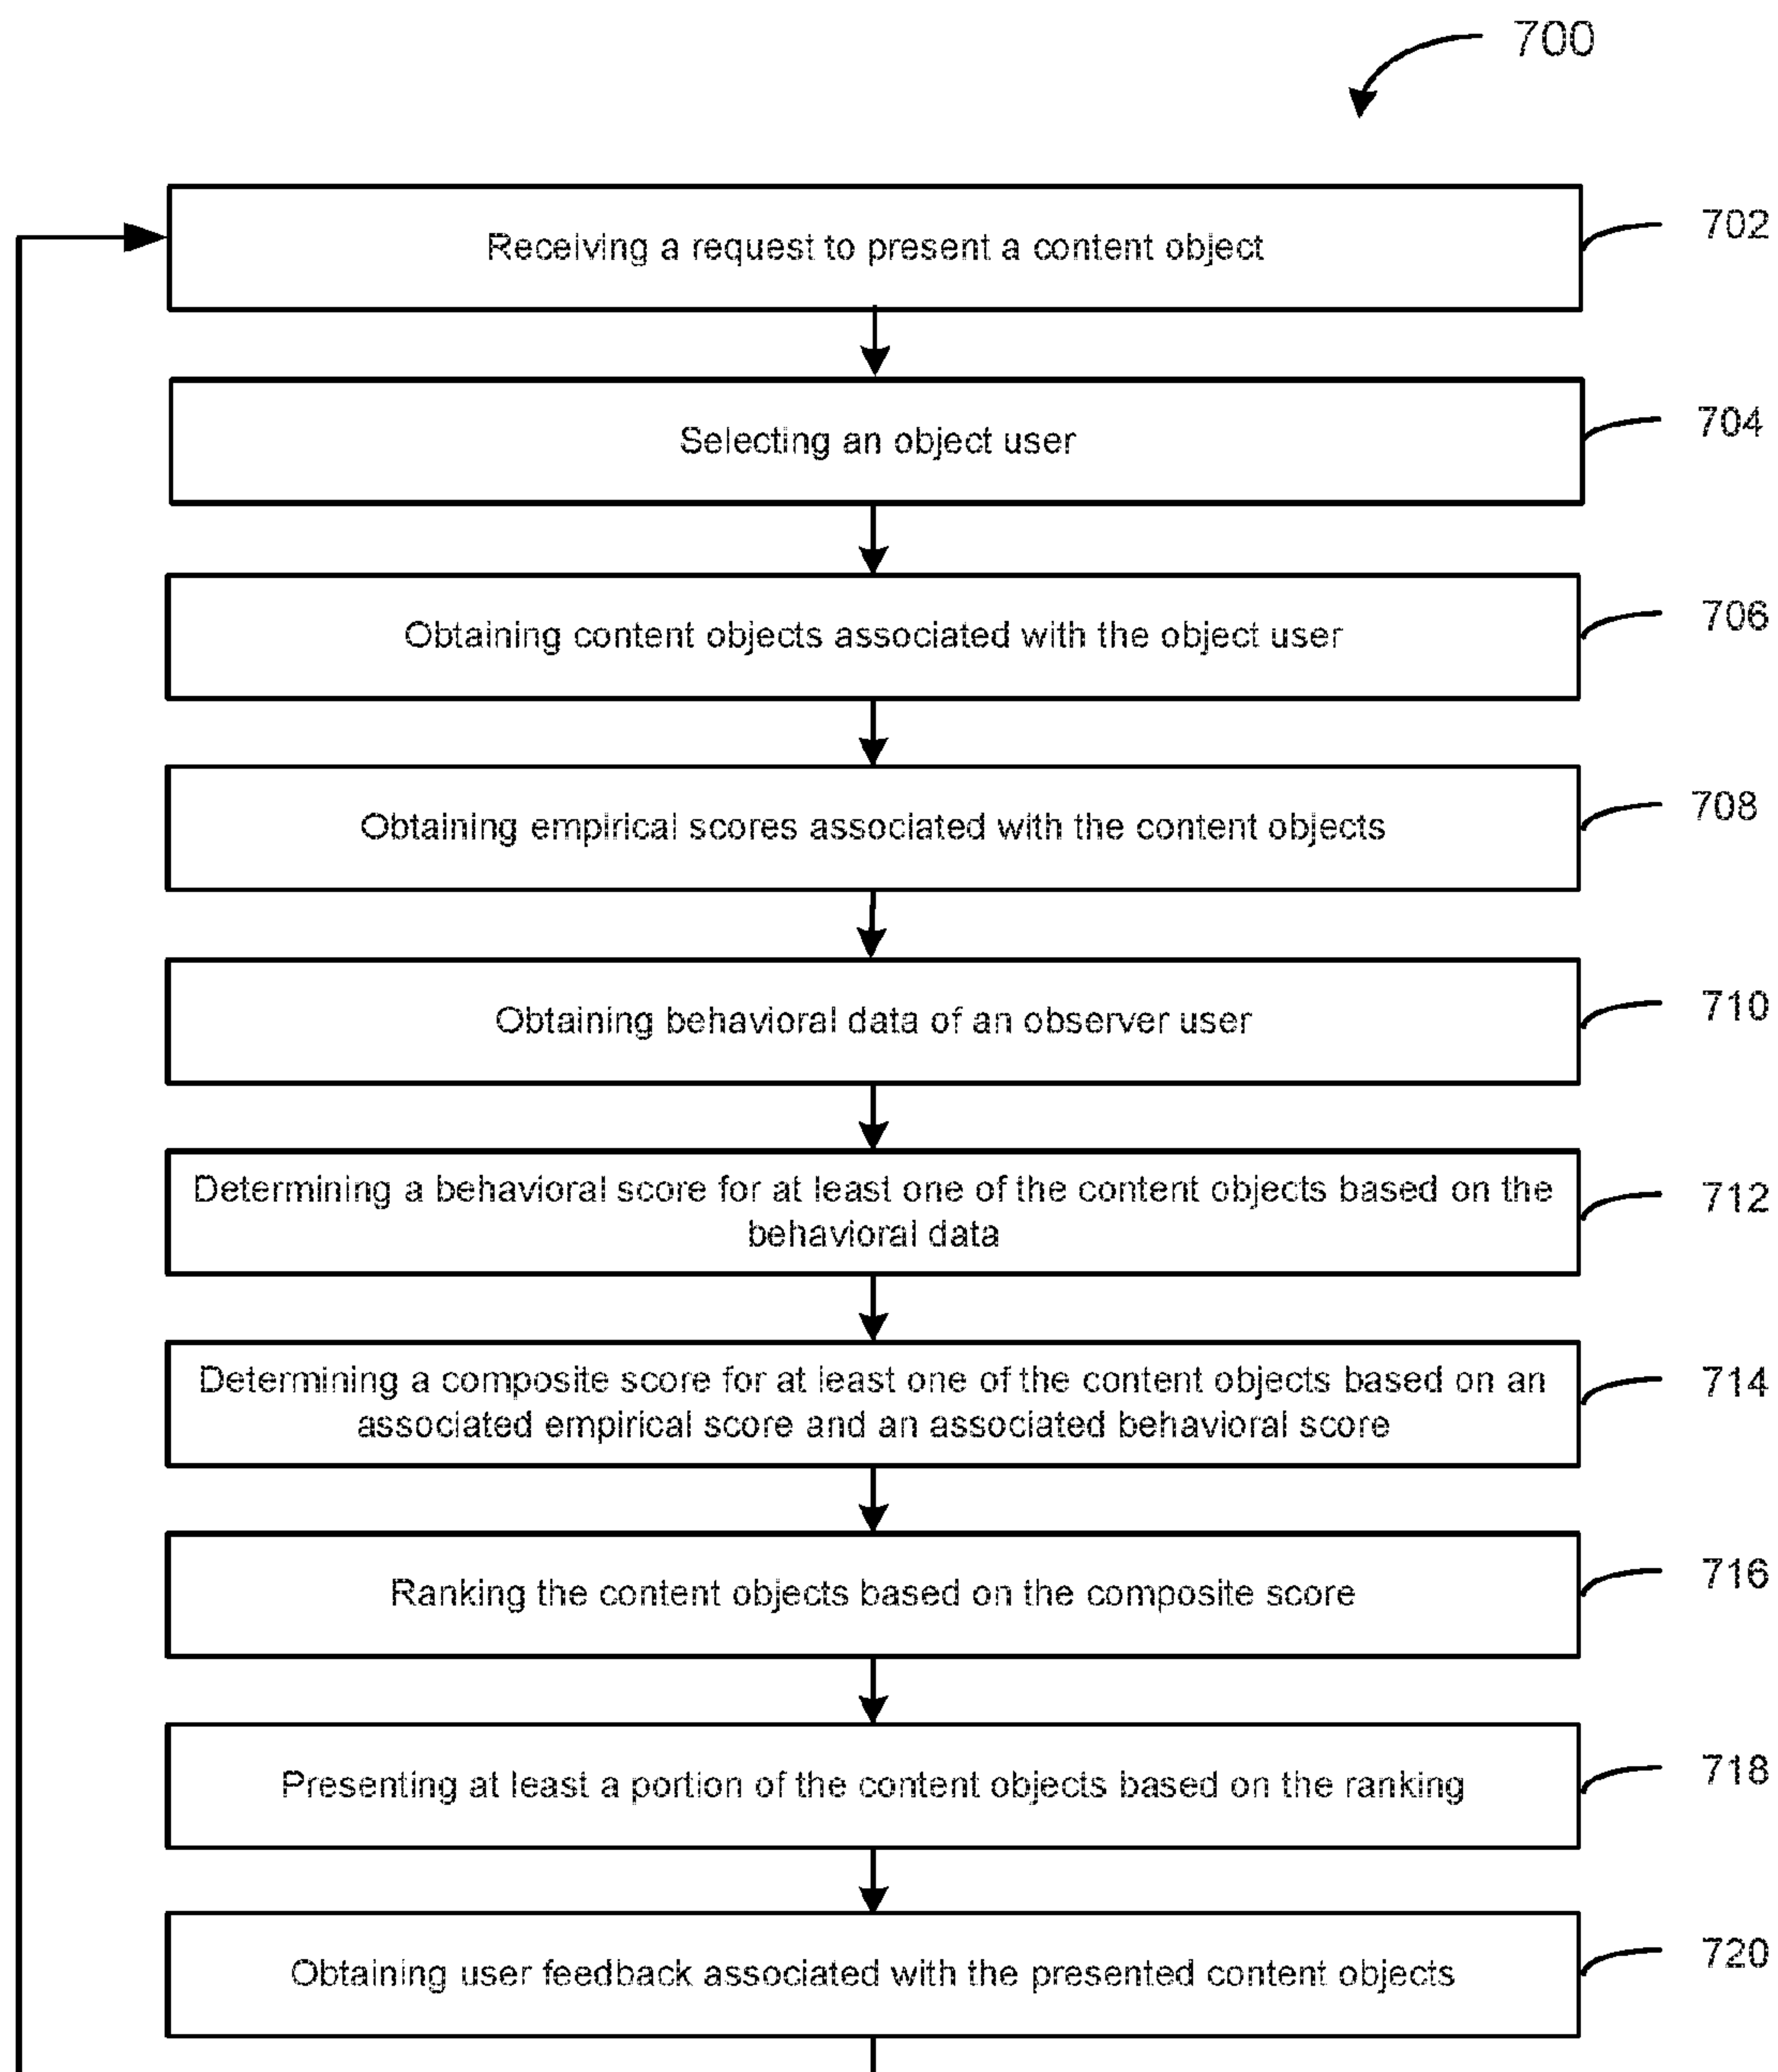 700
Receiving a request to present a content object
702
Selecting an object user
704
Obtaining content objects associated with the object user
706
Obtaining empirical scores associated with the content objects
708
Obtaining behavioral data of an observer user
710
Determining a behavioral score for at least one of the content objects based on the
behavioral data
712
Determining a composite score for at least one of the content objects based on an
associated empirical score and an associated behavioral score
714
Ranking the content objects based on the composite score
716
Presenting at least a portion of the content objects based on the ranking
718
Obtaining user feedback associated with the presented content objects
720